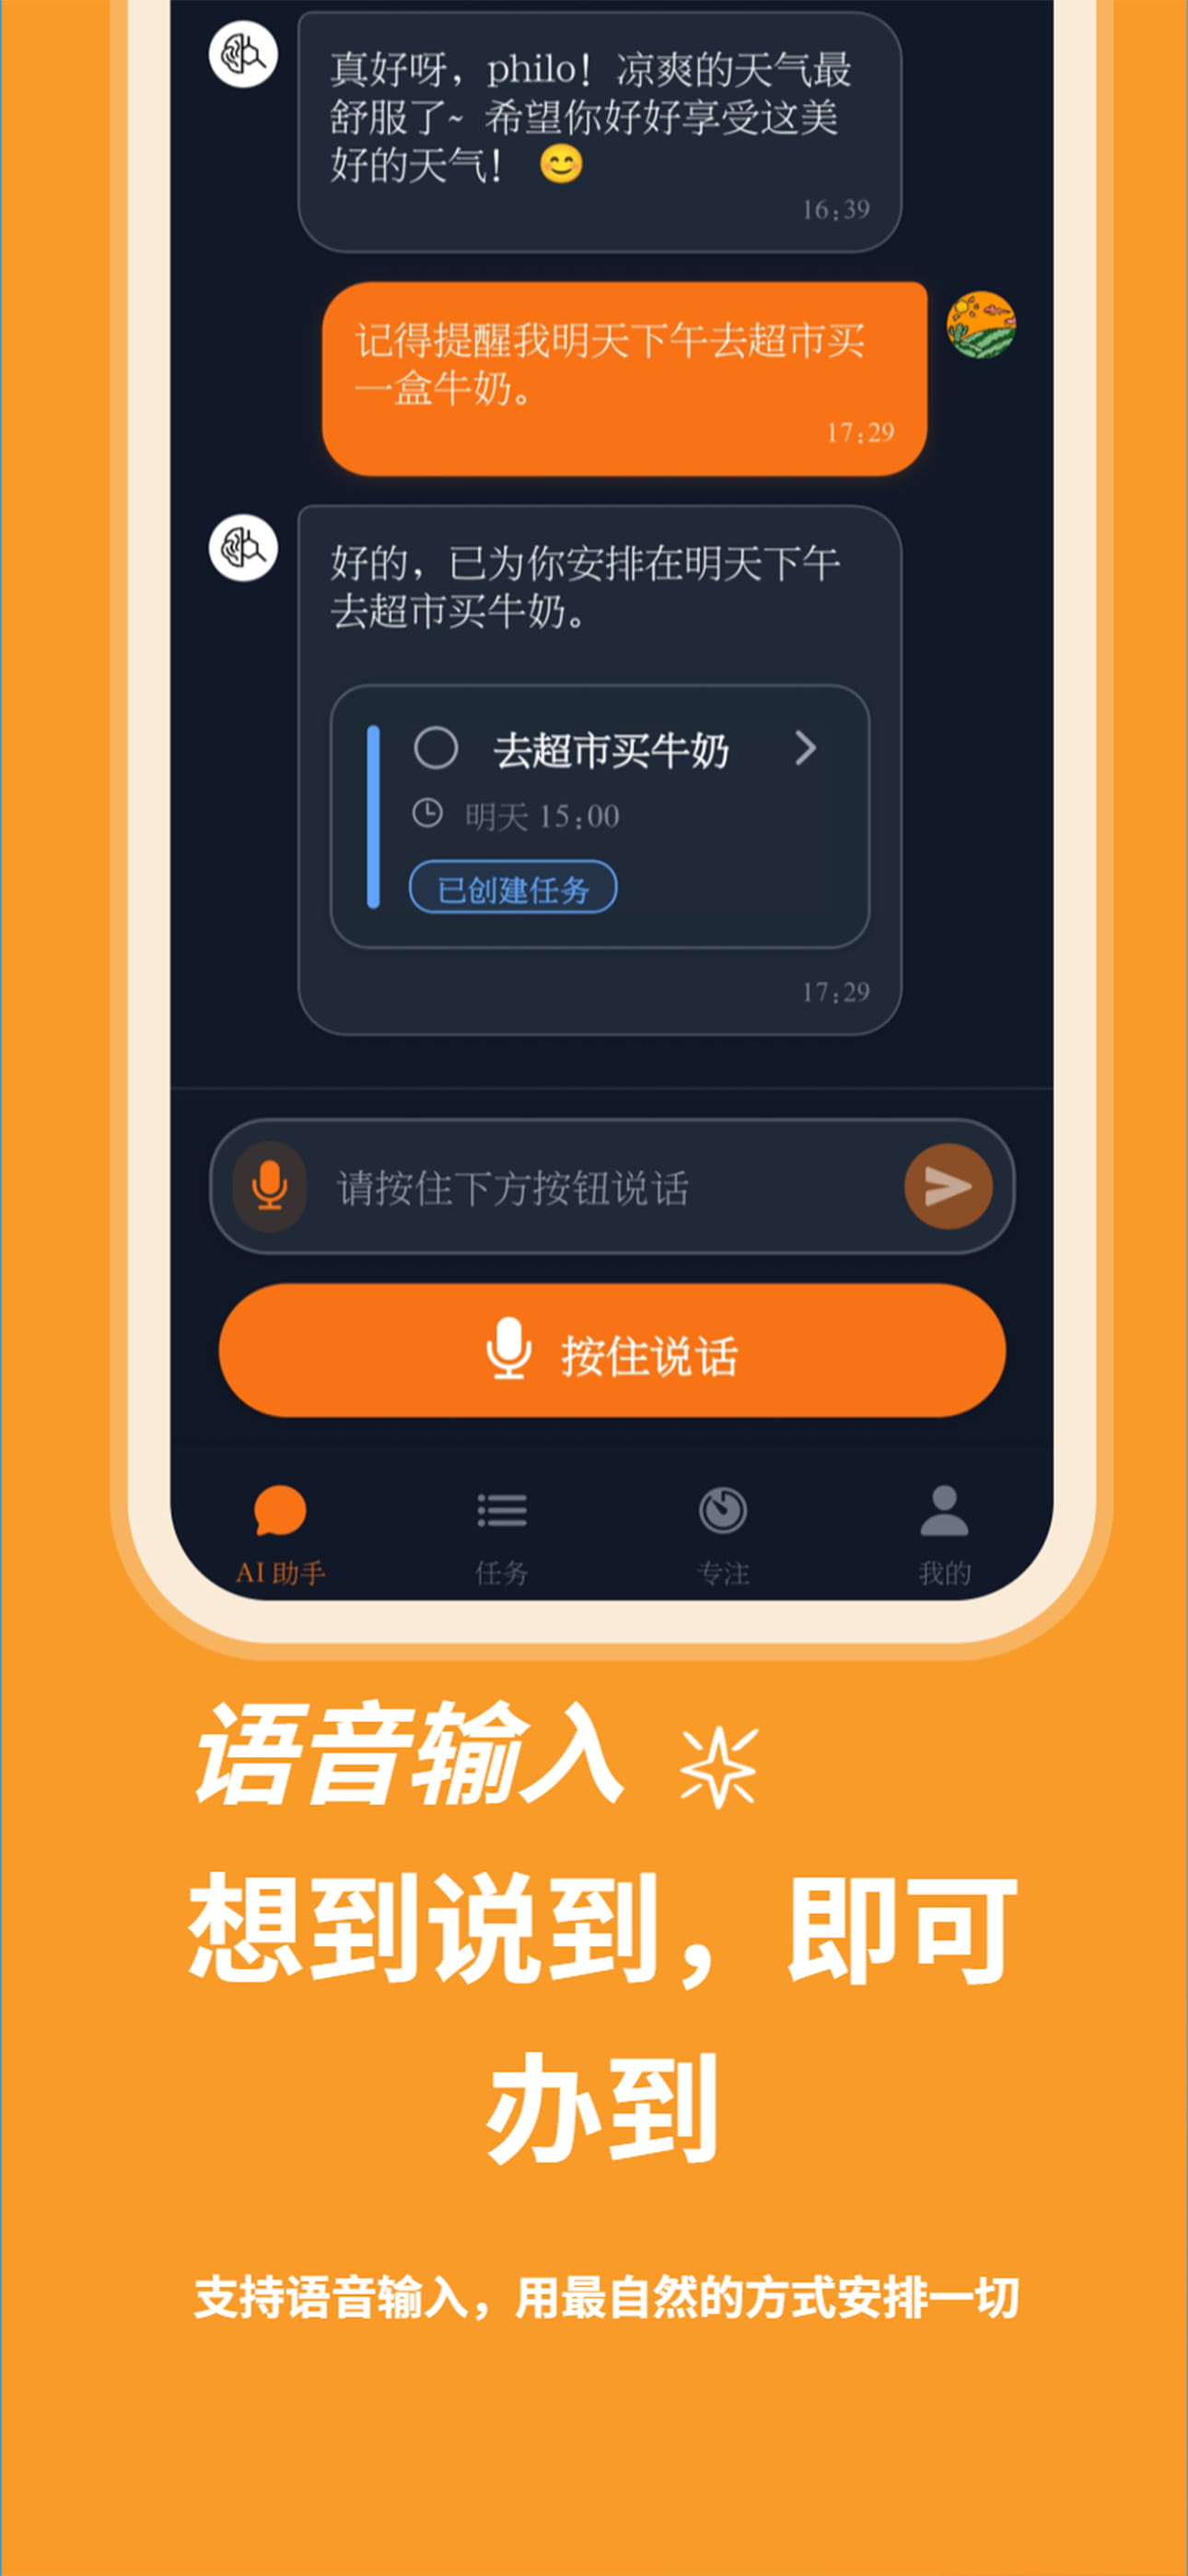 真好呀，philo！凉爽的天气最
舒服了~ 希望你好好享受这美
好的天气！ 😊
16:39
记得提醒我明天下午去超市买
一盒牛奶。
17:29
好的，已为你安排在明天下午
去超市买牛奶。
去超市买牛奶
明天 15:00
已创建任务
17:29
请按住下方按钮说话
按住说话
AI 助手
任务
专注
我的
语音输入
想到说到，即可
办到
支持语音输入，用最自然的方式安排一切